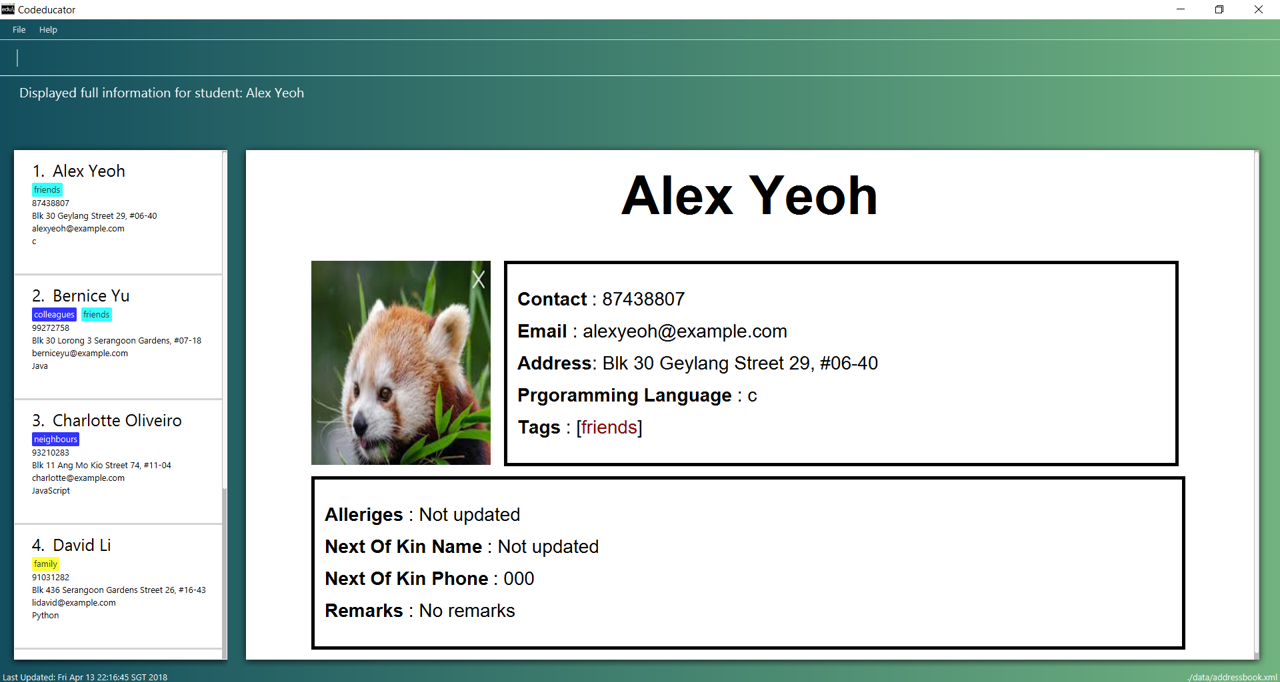 edu\
Codeducator
File Help
Displayed full information for student: Alex Yeoh
1. Alex Yeoh
friends
87438807
Blk 30 Geylang Street 29, #06-40
alexyeoh@example.com
c
2. Bernice Yu
colleagues friends
99272758
Blk 30 Lorong 3 Serangoon Gardens, #07-18
berniceyu@example.com
Java
3. Charlotte Oliveiro
neighbours
93210283
Blk 11 Ang Mo Kio Street 74, #11-04
charlotte@example.com
JavaScript
4. David Li
family
91031282
Blk 436 Serangoon Gardens Street 26, #16-43
lidavid@example.com
Python
Alex Yeoh
X
Contact : 87438807
Email : alexyeoh@example.com
Address: Blk 30 Geylang Street 29, #06-40
Prgoramming Language : c
Tags : [friends]
Alleriges : Not updated
Next Of Kin Name : Not updated
Next Of Kin Phone : 000
Remarks : No remarks
Last Updated: Fri Apr 13 22:16:45 SGT 2018
./data/addressbook.xml